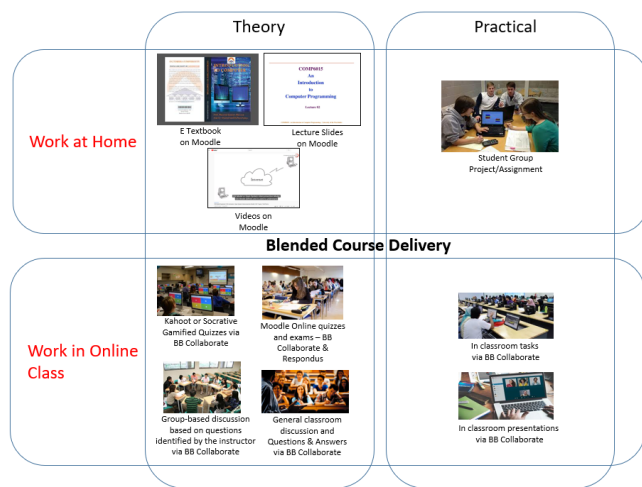 Theory
Practical
COMP6015
An
Introduction
to
Computer Programming
E Textbook
on Moodle
Lecture Slides
on Moodle
Work at Home
Student Group
Project/Assignment
Videos on
Moodle
Blended Course Delivery
Kahoot or Socrative
Gamified Quizzes via
BB Collaborate
Moodle Online quizzes
and exams – BB
Collaborate &
Respondus
In classroom tasks
via BB Collaborate
Work in Online
Class
Group-based discussion
based on questions
identified by the instructor
via BB Collaborate
General classroom
discussion and
Questions & Answers
via BB Collaborate
In classroom presentations
via BB Collaborate